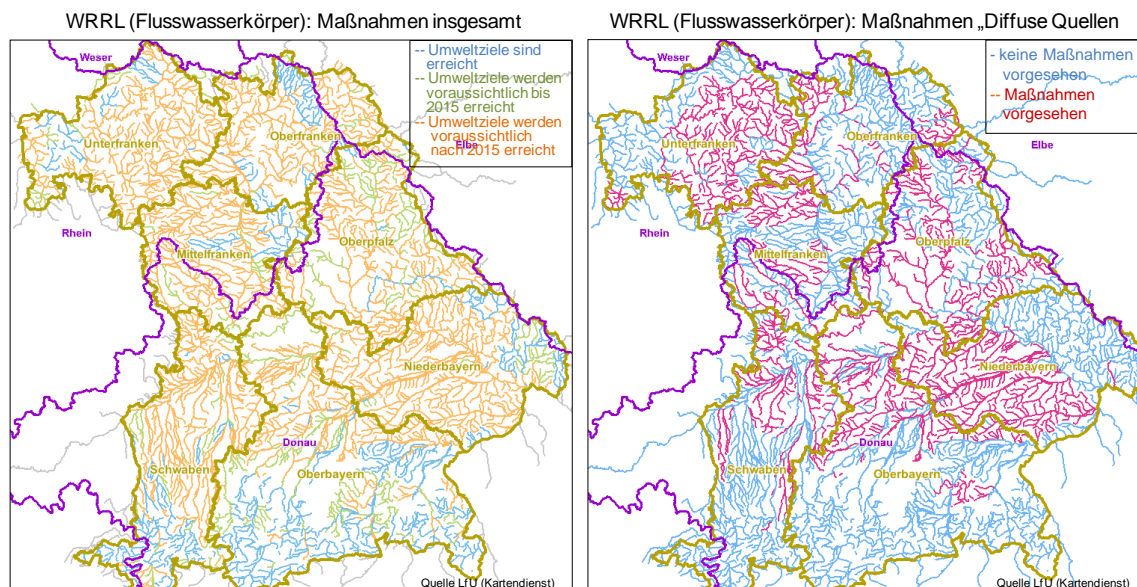 WRRL (Flusswasserkörper): Maßnahmen insgesamt
-- Umweltziele sind
erreicht
-- Umweltziele werden
voraussichtlich bis
2015 erreicht
-- Umweltziele werden
voraussichtlich
nach 2015 erreicht
Weser
Oberfranken
Unterfranken
Elbe
Rhein
Oberpfalz
Mittelfranken
Niederbayern
Donau
Schwaben
Oberbayern
Quelle LfU (Kartendienst)
WRRL (Flusswasserkörper): Maßnahmen „Diffuse Quellen
- keine Maßnahmen
vorgesehen
-- Maßnahmen
vorgesehen
Weser
Oberfranken
Unterfranken
Elbe
Rhein
Oberpfalz
Mittelfranken
Niederbayern
Donau
Schwaben
Oberbayern
Quelle LfU (Kartendienst)